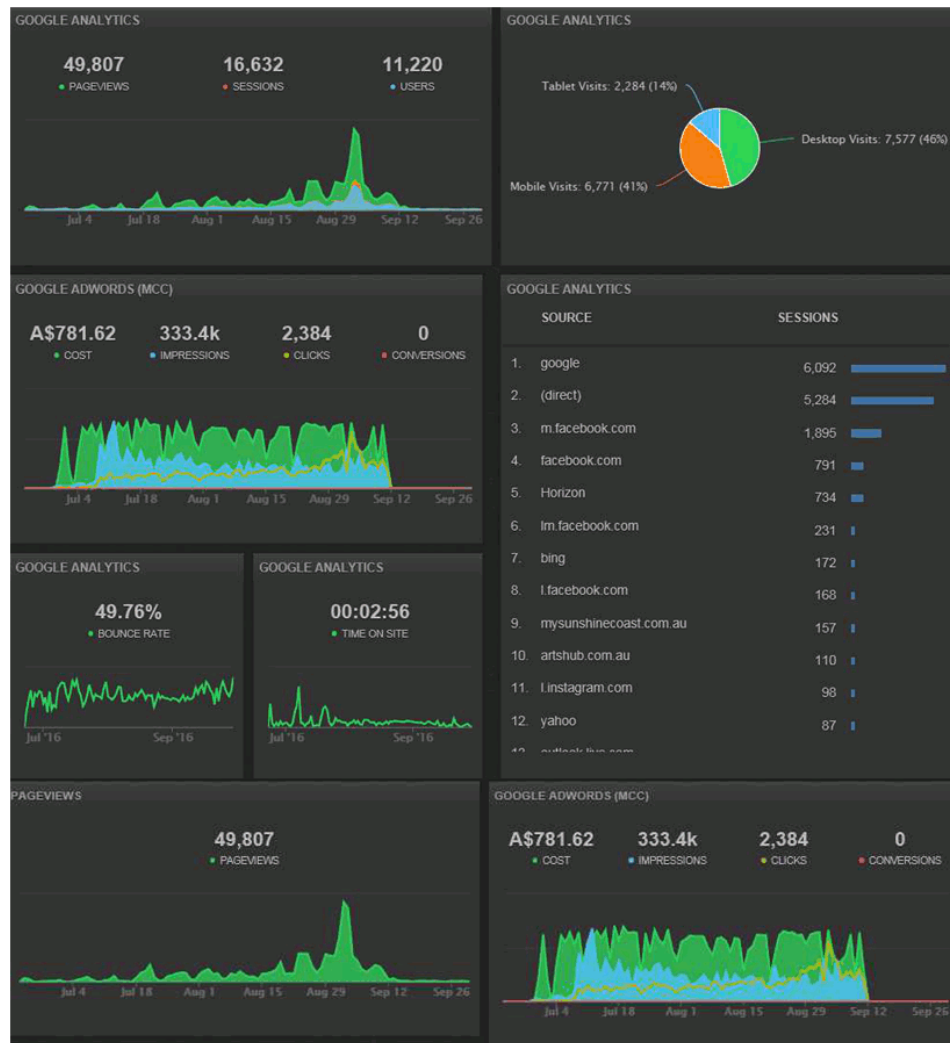 GOOGLE ANALYTICS
49,807 16,632 11,220
PAGEVIEWS SESSIONS USERS
Jul 4 Jul 18 Aug 1 Aug 15 Aug 29 Sep 12 Sep 26
GOOGLE ANALYTICS
Tablet Visits: 2,284 (14%)
Desktop Visits: 7,577 (46%)
Mobile Visits: 6,771 (41%)
GOOGLE ADWORDS (MCC)
A$781.62 333.4k 2,384 0
COST IMPRESSIONS CLICKS CONVERSIONS
Jul 4 Jul 18 Aug 1 Aug 15 Aug 29 Sep 12 Sep 26
GOOGLE ANALYTICS
SOURCE SESSIONS
1. google 6,092
2. (direct) 5,284
3. m.facebook.com 1,895
4. facebook.com 791
5. Horizon 734
6. lm.facebook.com 231
7. bing 172
8. l.facebook.com 168
9. mysunshinecoast.com.au 157
10. artshub.com.au 110
11. l.instagram.com 98
12. yahoo 87
13. outlook.live.com
GOOGLE ANALYTICS
49.76%
BOUNCE RATE
Jul '16 Sep '16
GOOGLE ANALYTICS
00:02:56
TIME ON SITE
Jul '16 Sep '16
PAGEVIEWS
49,807
PAGEVIEWS
Jul 4 Jul 18 Aug 1 Aug 15 Aug 29 Sep 12 Sep 26
GOOGLE ADWORDS (MCC)
A$781.62 333.4k 2,384 0
COST IMPRESSIONS CLICKS CONVERSIONS
Jul 4 Jul 18 Aug 1 Aug 15 Aug 29 Sep 12 Sep 26